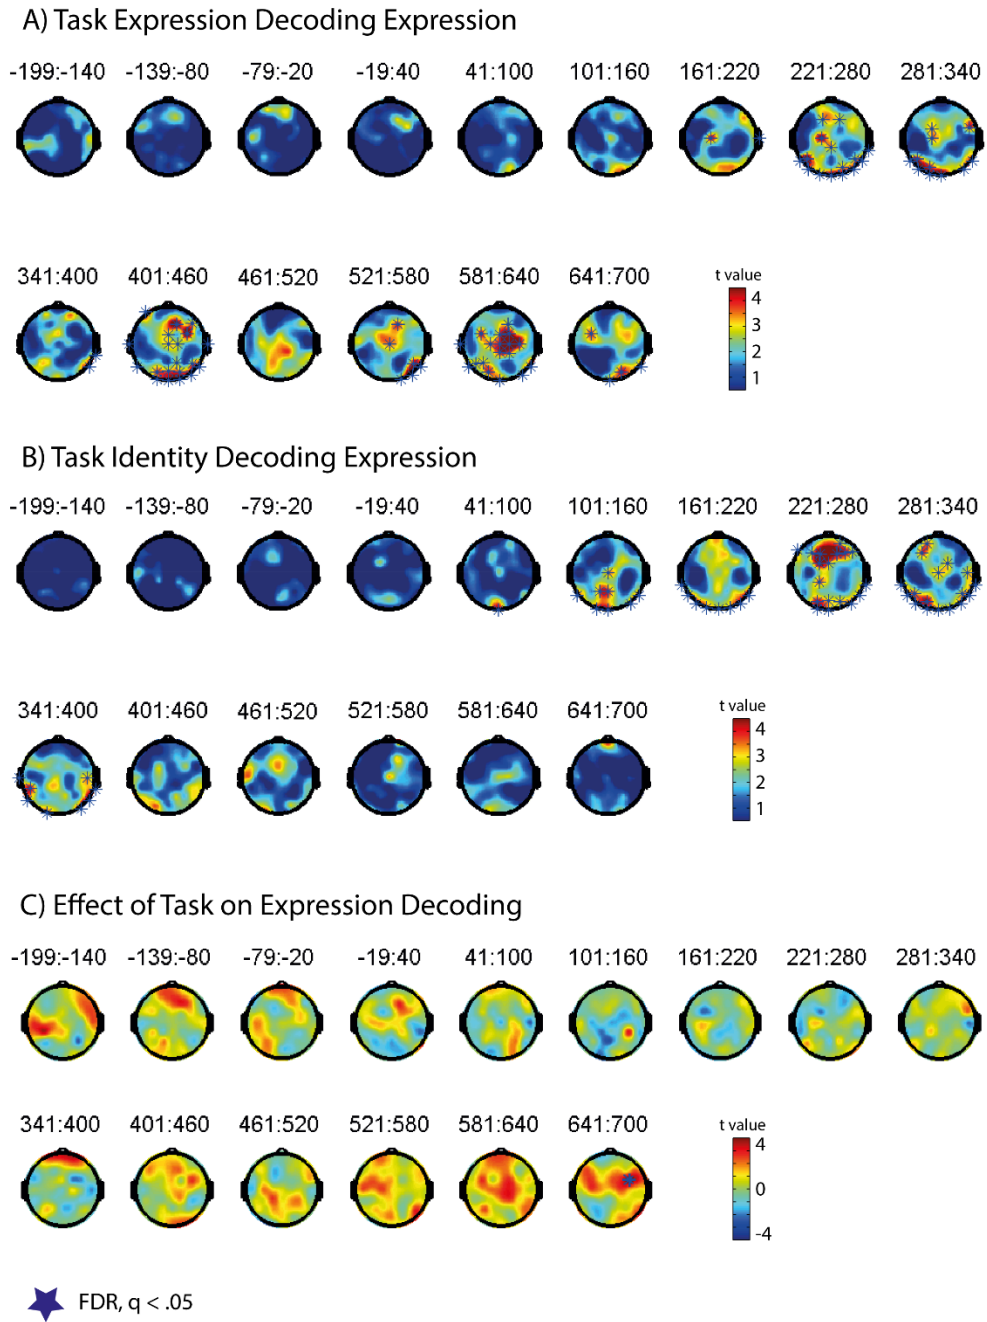 A) Task Expression Decoding Expression
-199:-140 -139:-80 -79:-20 -19:40 41:100 101:160 161:220 221:280 281:340
341:400 401:460 461:520 521:580 581:640 641:700 t value
4
3
2
1
B) Task Identity Decoding Expression
-199:-140 -139:-80 -79:-20 -19:40 41:100 101:160 161:220 221:280 281:340
341:400 401:460 461:520 521:580 581:640 641:700 t value
4
3
2
1
C) Effect of Task on Expression Decoding
-199:-140 -139:-80 -79:-20 -19:40 41:100 101:160 161:220 221:280 281:340
341:400 401:460 461:520 521:580 581:640 641:700 t value
4
0
-4
FDR, q < .05